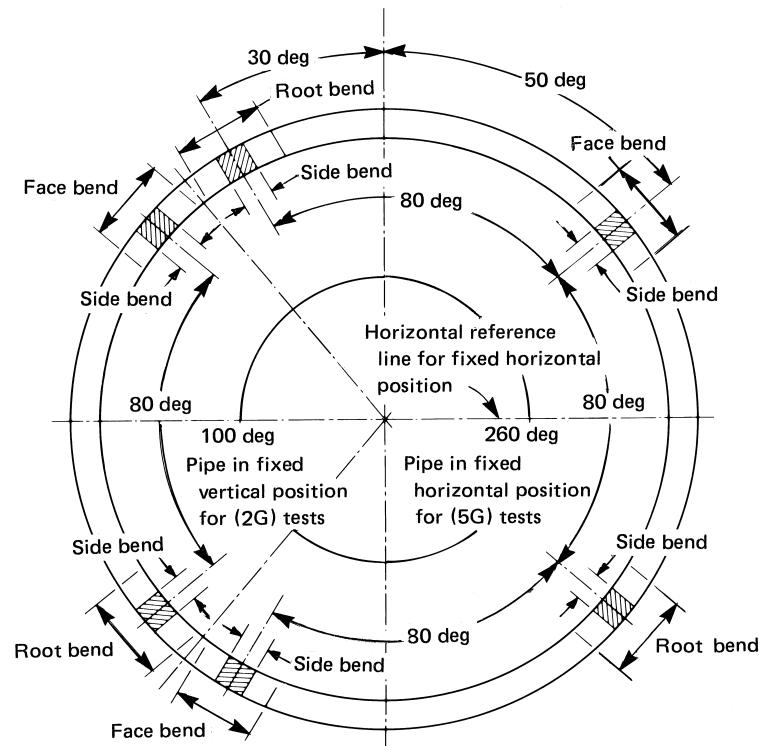 30 deg
50 deg
Root bend
Face bend
Side bend
Face bend
80 deg
Side bend
Side bend
Horizontal reference
line for fixed horizontal
position
80 deg
80 deg
100 deg
260 deg
Pipe in fixed
vertical position
for (2G) tests
Pipe in fixed
horizontal position
for (5G) tests
Side bend
Side bend
80 deg
Root bend
Side bend
Root bend
Face bend